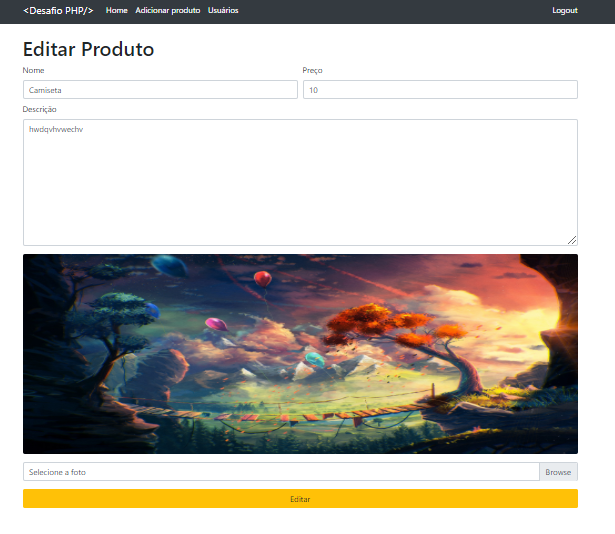 <Desafio PHP/> Home Adicionar produto Usuários Logout
Editar Produto
Nome Preço
Camiseta 10
Descrição
hwdqvhvwechv
Selecione a foto Browse
Editar